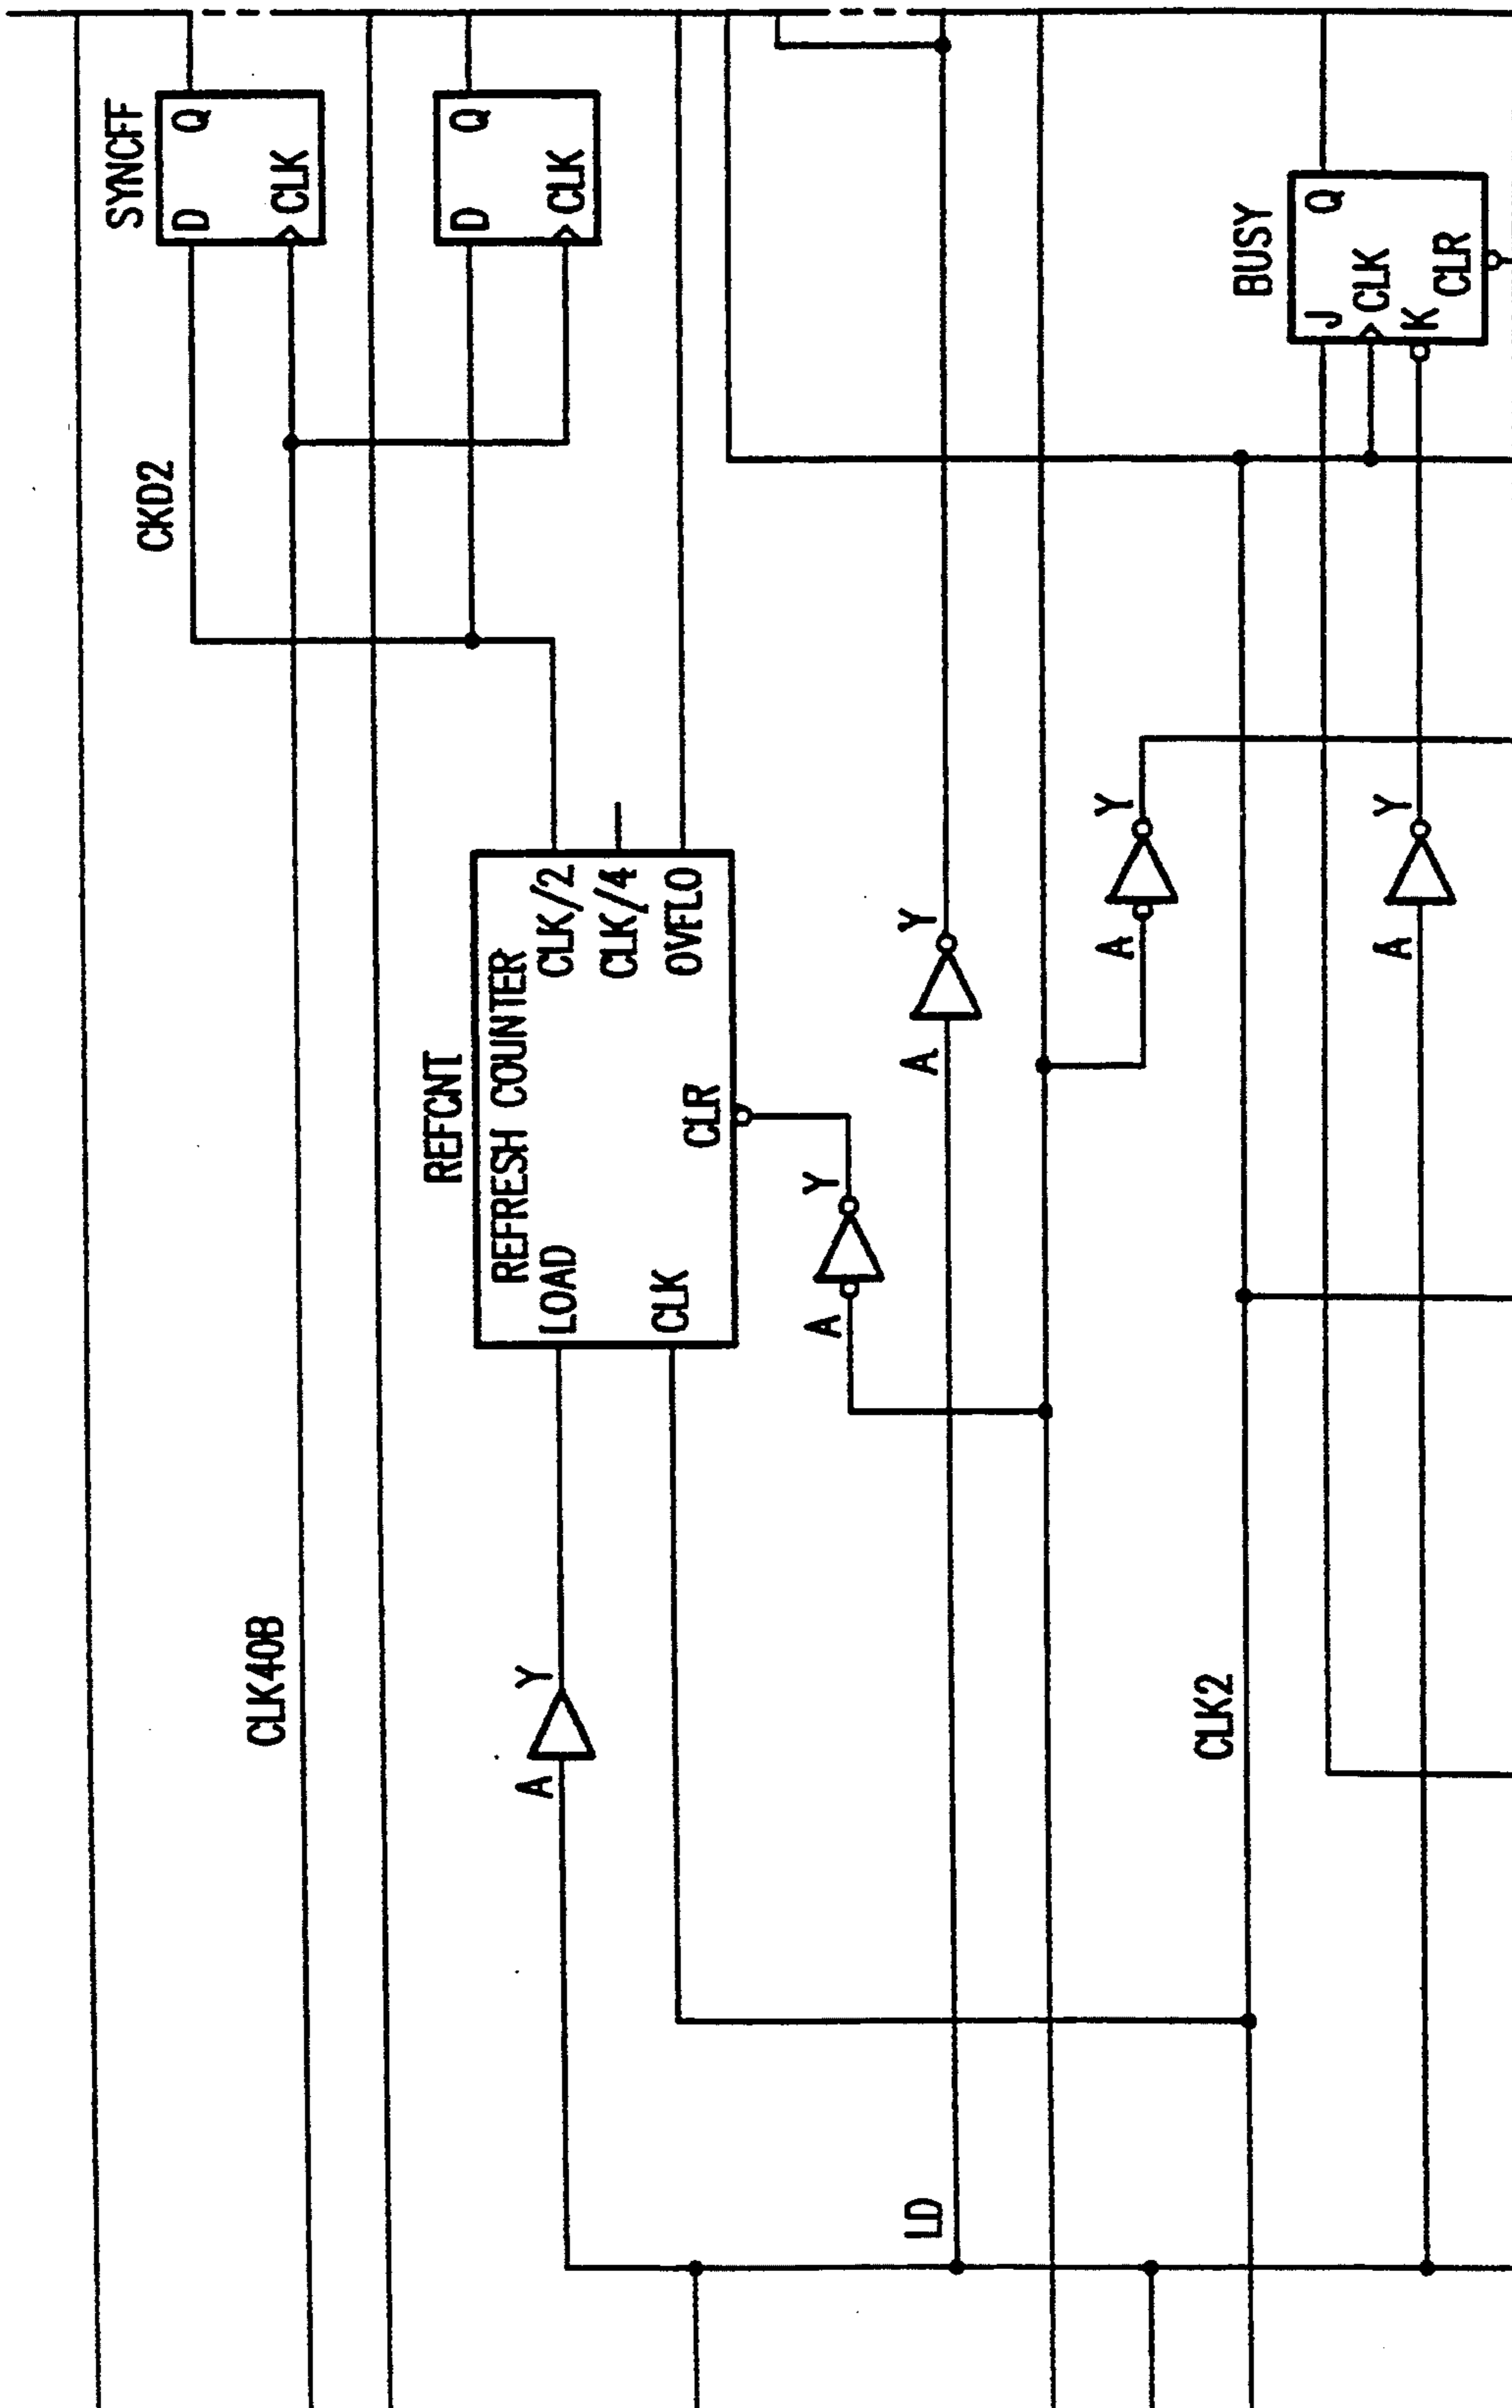 SYNCFF
D Q
CLK
CKD2
D Q
CLK
CLK40B
REFCNT
REFRESH COUNTER
LOAD CLK/2
CLK/4
CLK OVFLO
CLR
A Y
A Y
LD
A Y
A Y
CLK2
BUSY
J Q
CLK
K
CLR
A Y